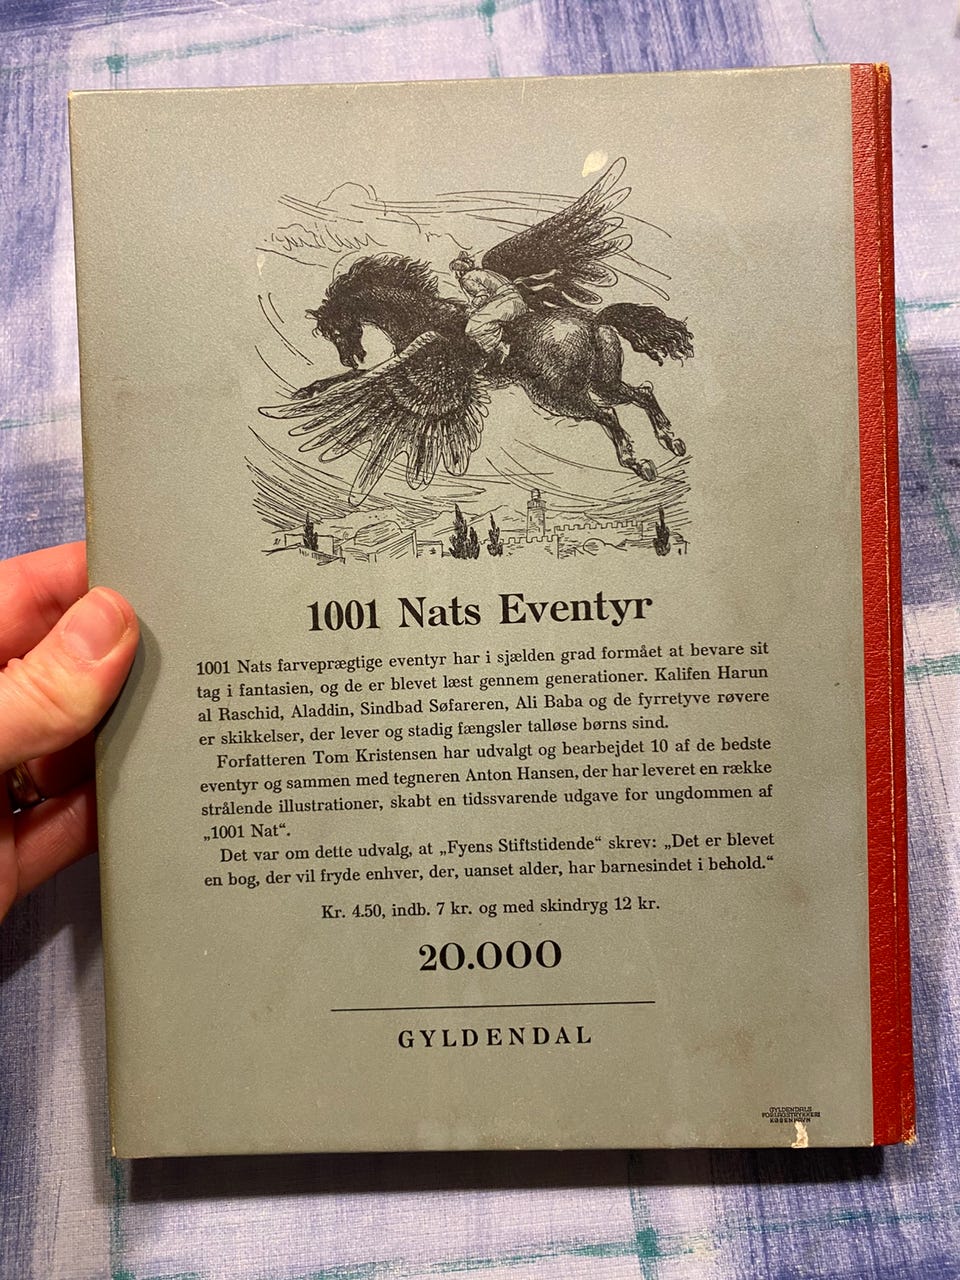 1001 Nats Eventyr
1001 Nats farveprægtige eventyr har i sjælden grad formået at bevare sit
tag i fantasien, og de er blevet læst gennem generationer. Kalifen Harun
al Raschid, Aladdin, Sindbad Søfareren, Ali Baba og de fyrretyve røvere
er skikkelser, der lever og stadig fængsler talløse børns sind.
Forfatteren Tom Kristensen har udvalgt og bearbejdet 10 af de bedste
eventyr og sammen med tegneren Anton Hansen, der har leveret en række
strålende illustrationer, skabt en tidssvarende udgave for ungdommen af
„1001 Nat“.
Det var om dette udvalg, at „Fyens Stiftstidende“ skrev: „Det er blevet
en bog, der vil fryde enhver, der, uanset alder, har barnesindet i behold.“
Kr. 4.50, indb. 7 kr. og med skindryg 12 kr.
20.000
GYLDENDAL
GYLDENDALS
FORLAGSTRYKKERI
KØBENHAVN